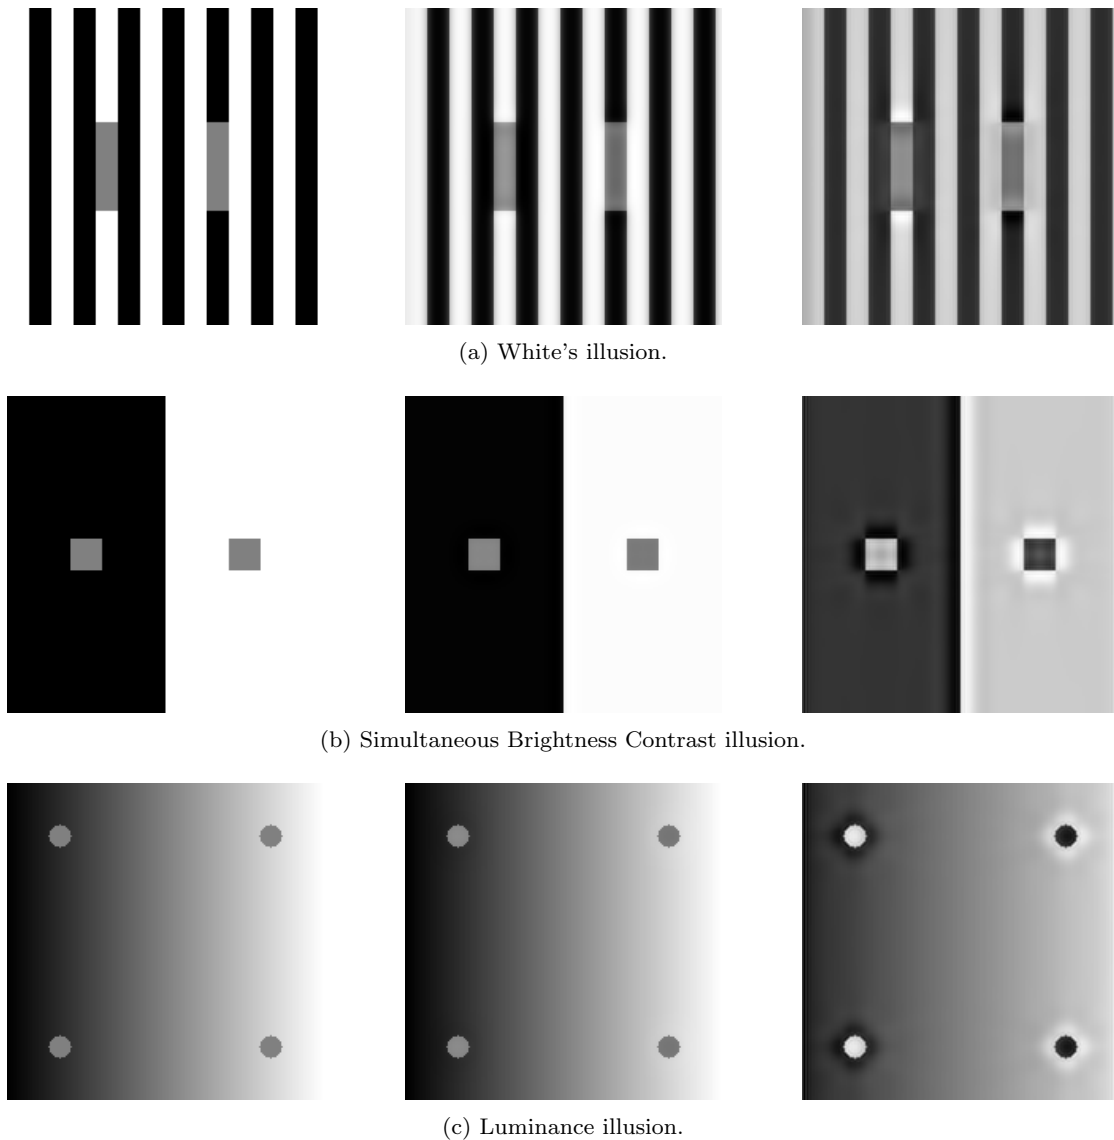 (a) White's illusion.
(b) Simultaneous Brightness Contrast illusion.
(c) Luminance illusion.